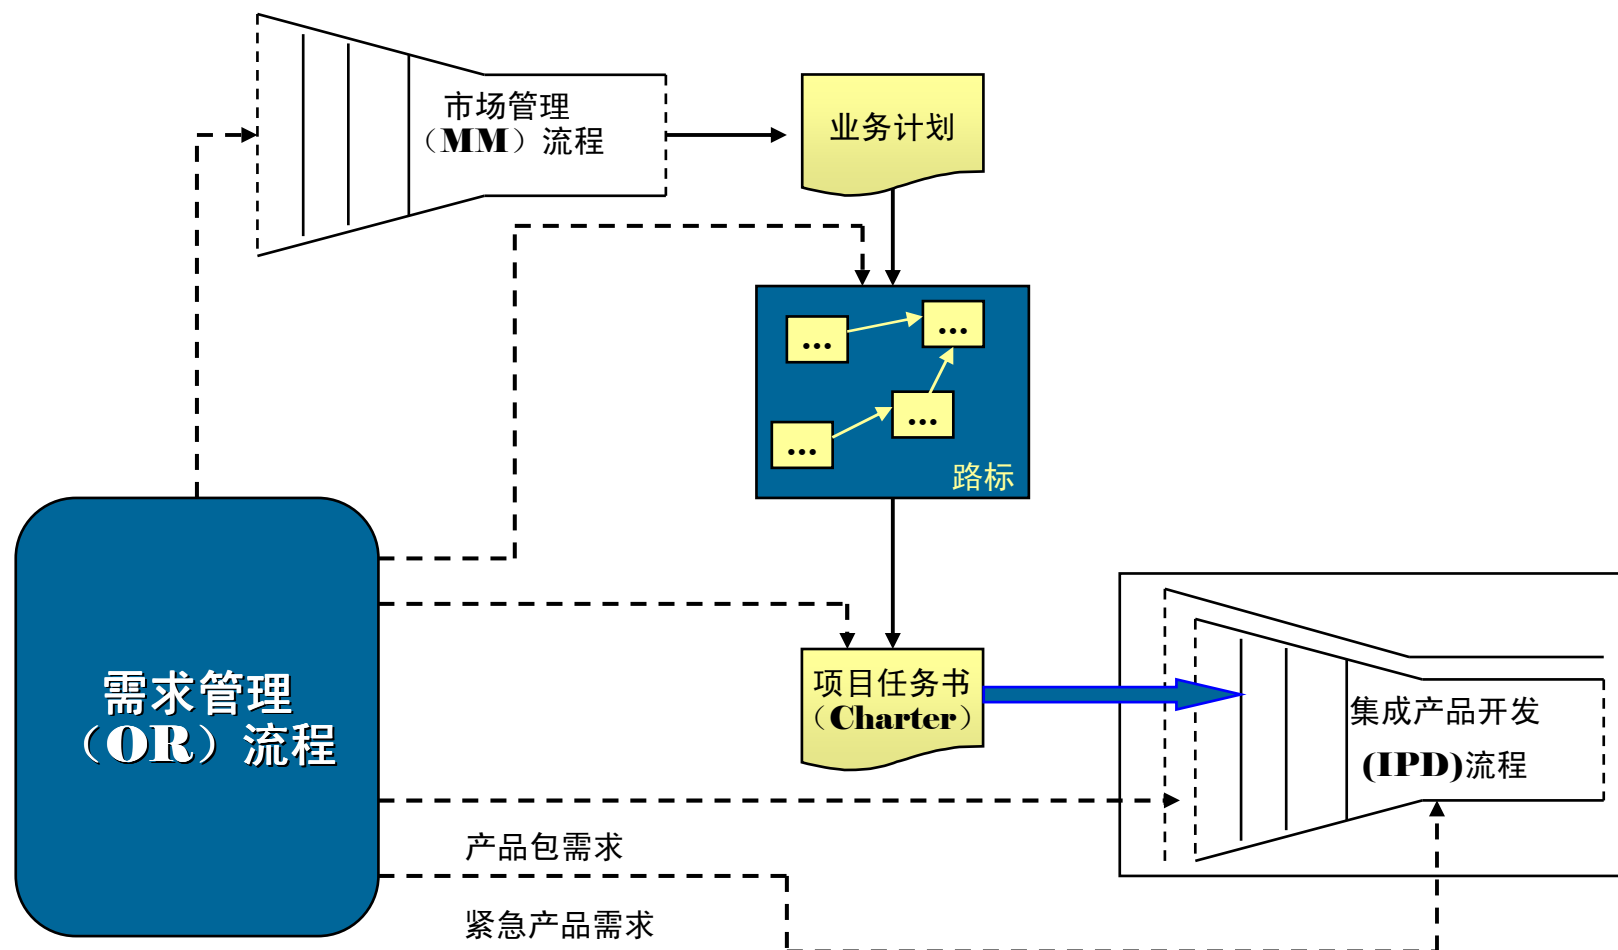 市场管理
（MM）流程
业务计划
...
...
...
...
路标
需求管理
（OR）流程
项目任务书
（Charter）
集成产品开发
(IPD)流程
产品包需求
紧急产品需求